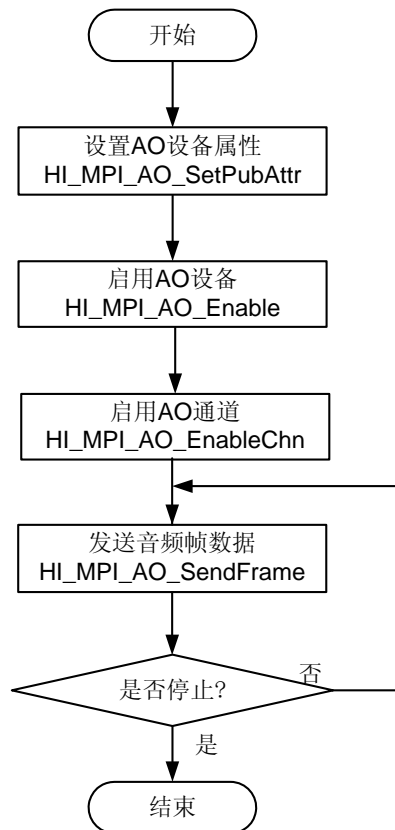 开始
设置AO设备属性
HI_MPI_AO_SetPubAttr
启用AO设备
HI_MPI_AO_Enable
启用AO通道
HI_MPI_AO_EnableChn
发送音频帧数据
HI_MPI_AO_SendFrame
否
是否停止?
是
结束